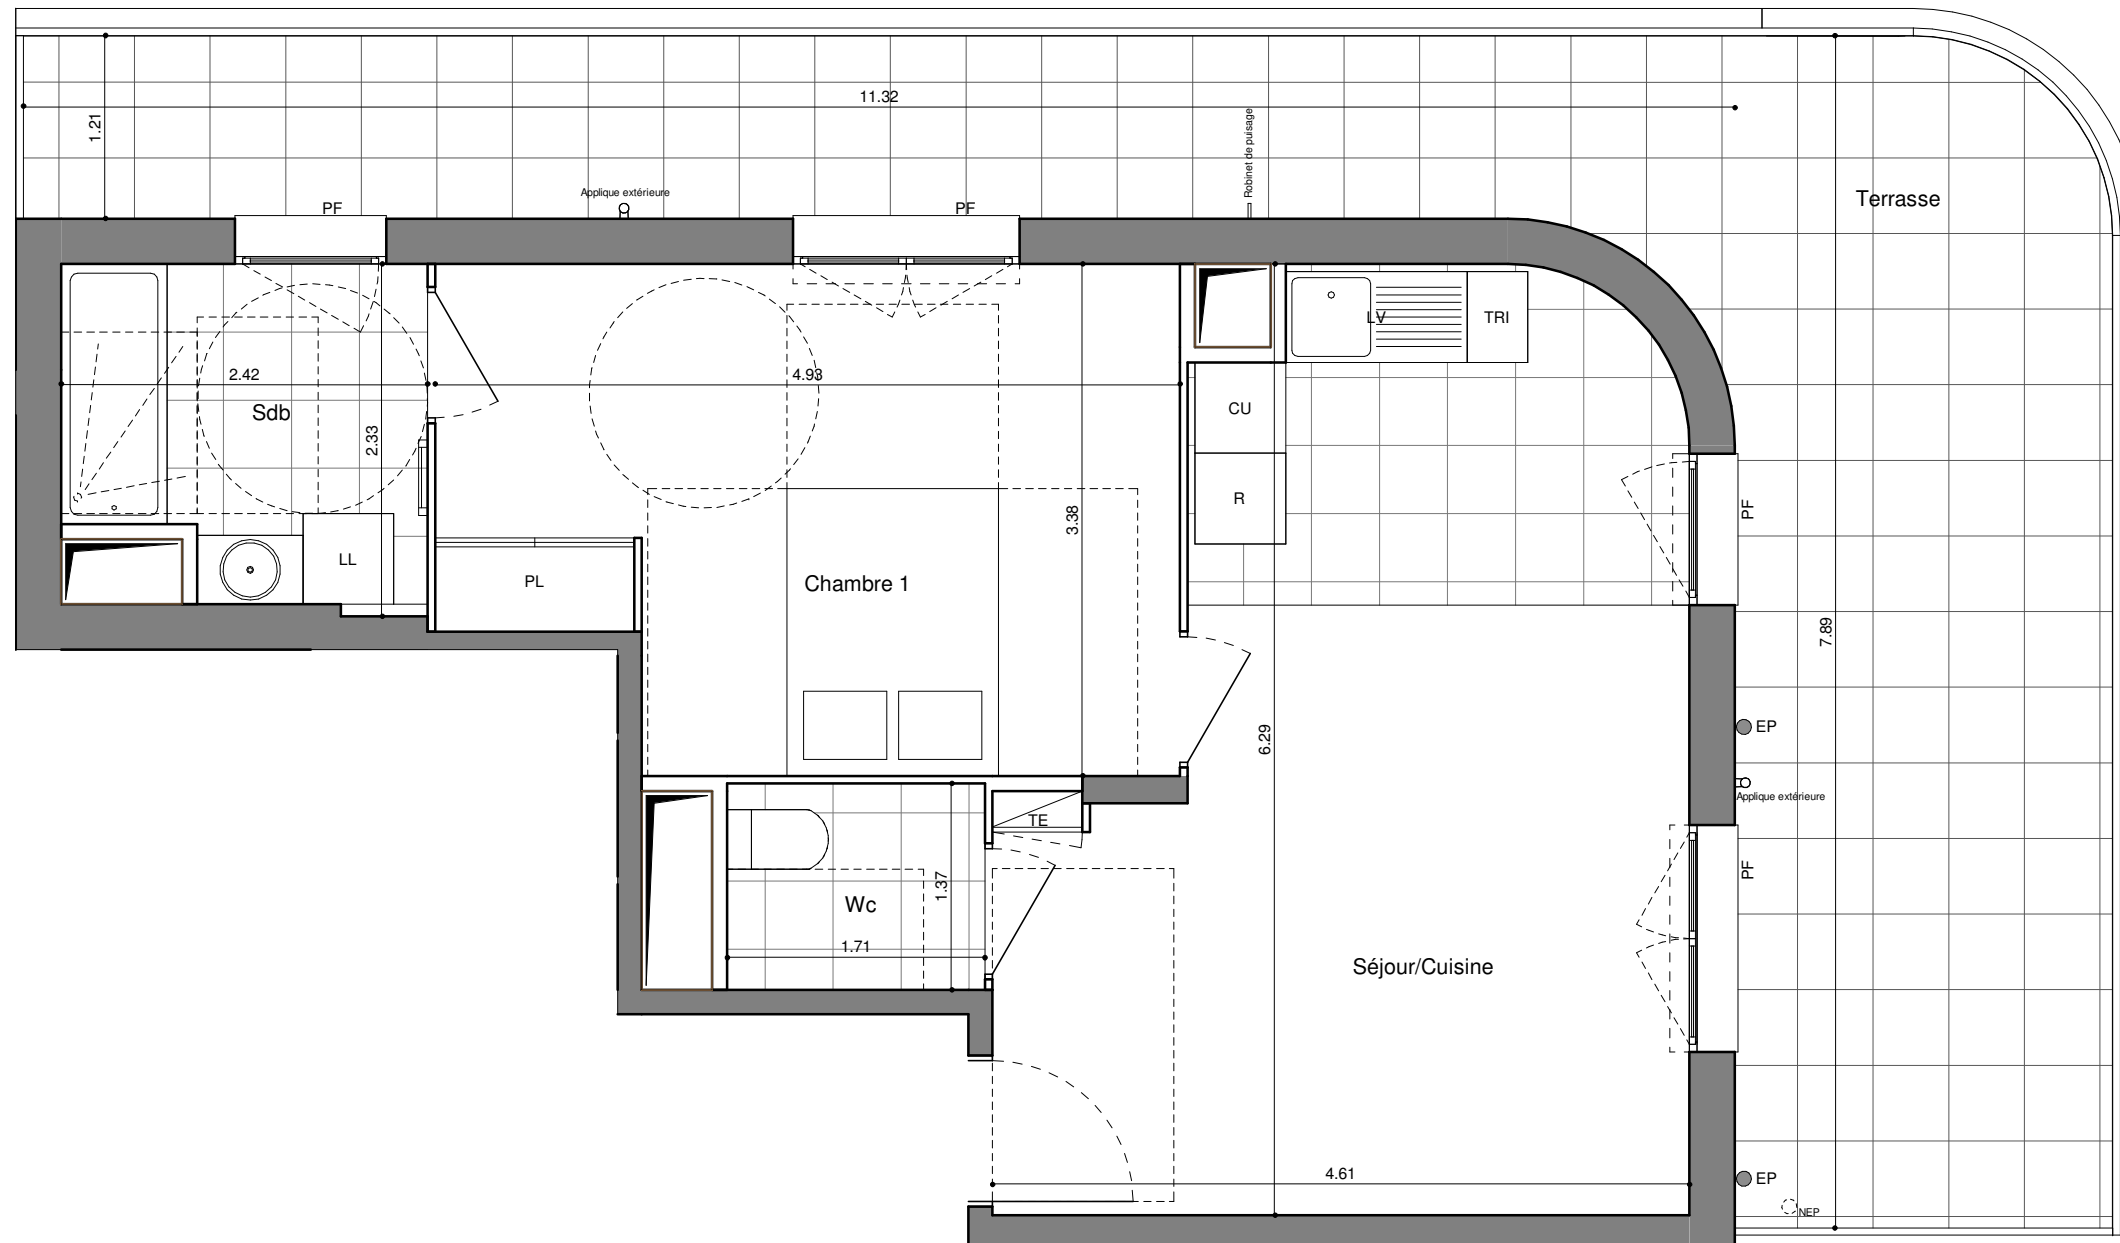 11.32
1.21
Robinet de puisage
Applique extérieure
PF
PF
Terrasse
LV
TRI
2.42
4.93
CU
Sdb
2.33
R
PF
3.38
LL
PL
Chambre 1
7.89
6.29
EP
Applique extérieure
TE
PF
1.37
Wc
1.71
Séjour/Cuisine
4.61
EP
NEP